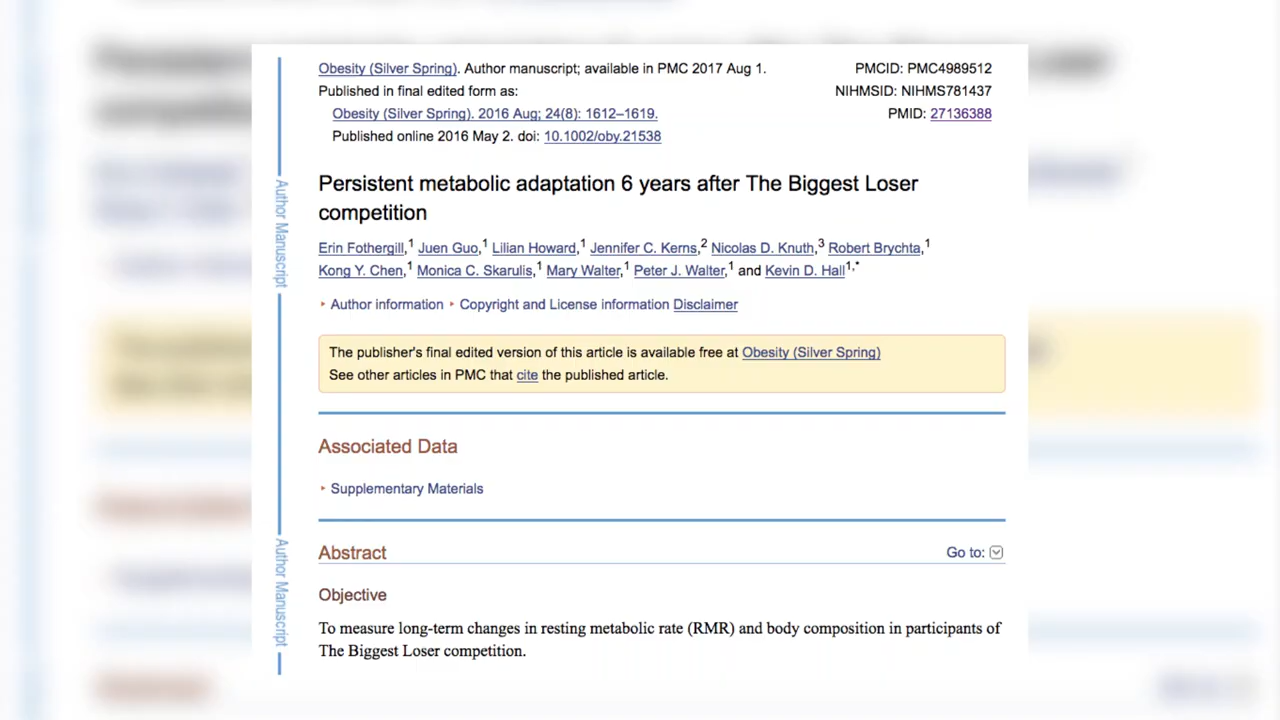 Obesity (Silver Spring). Author manuscript; available in PMC 2017 Aug 1.
PMCID: PMC4989512
Published in final edited form as:
NIHMSID: NIHMS781437
Obesity (Silver Spring). 2016 Aug; 24(8): 1612–1619.
PMID: 27136388
Published online 2016 May 2. doi: 10.1002/oby.21538
Persistent metabolic adaptation 6 years after The Biggest Loser
competition
Erin Fothergill,1 Juen Guo,1 Lilian Howard,1 Jennifer C. Kerns,2 Nicolas D. Knuth,3 Robert Brychta,1
Kong Y. Chen,1 Monica C. Skarulis,1 Mary Walter,1 Peter J. Walter,1 and Kevin D. Hall1,*
Author information Copyright and License information Disclaimer
The publisher's final edited version of this article is available free at Obesity (Silver Spring)
See other articles in PMC that cite the published article.
Associated Data
Supplementary Materials
Abstract
Go to:
Objective
To measure long-term changes in resting metabolic rate (RMR) and body composition in participants of
The Biggest Loser competition.
Author Manuscript
Author Manuscript